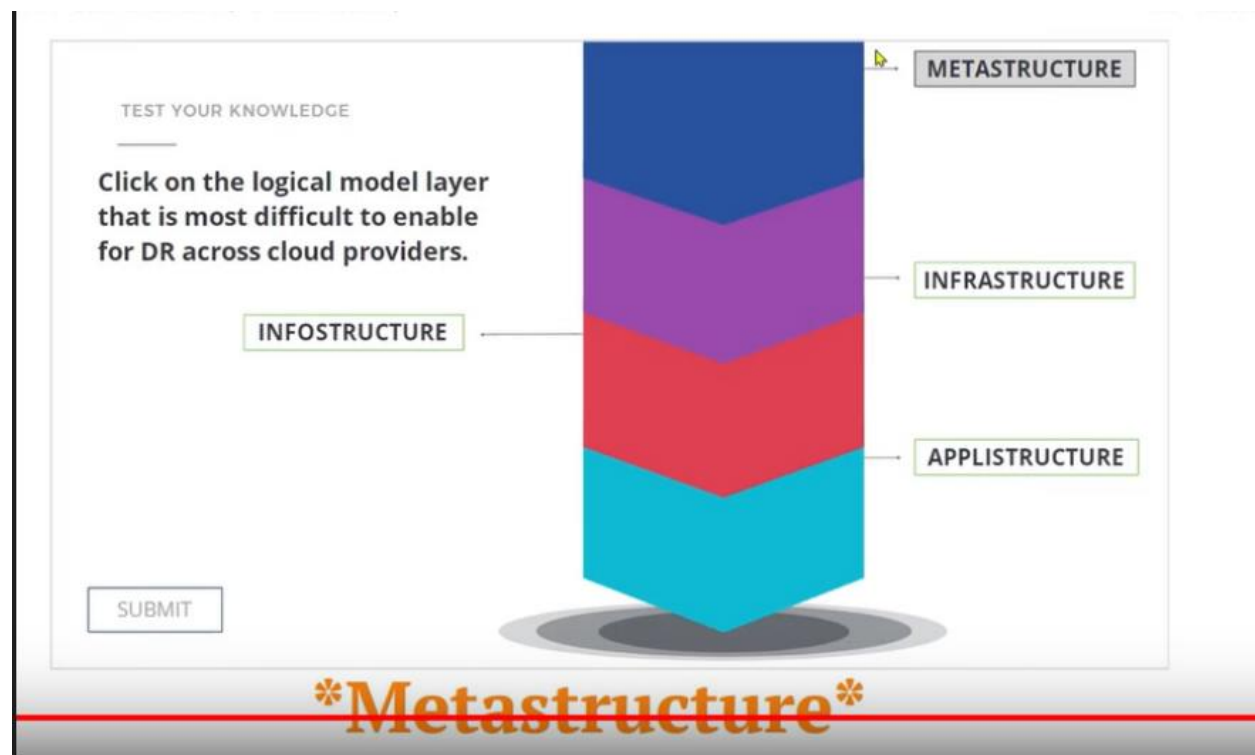 TEST YOUR KNOWLEDGE
Click on the logical model layer
that is most difficult to enable
for DR across cloud providers.
METASTRUCTURE
INFRASTRUCTURE
INFOSTRUCTURE
APPLISTRUCTURE
SUBMIT
*Metastructure*